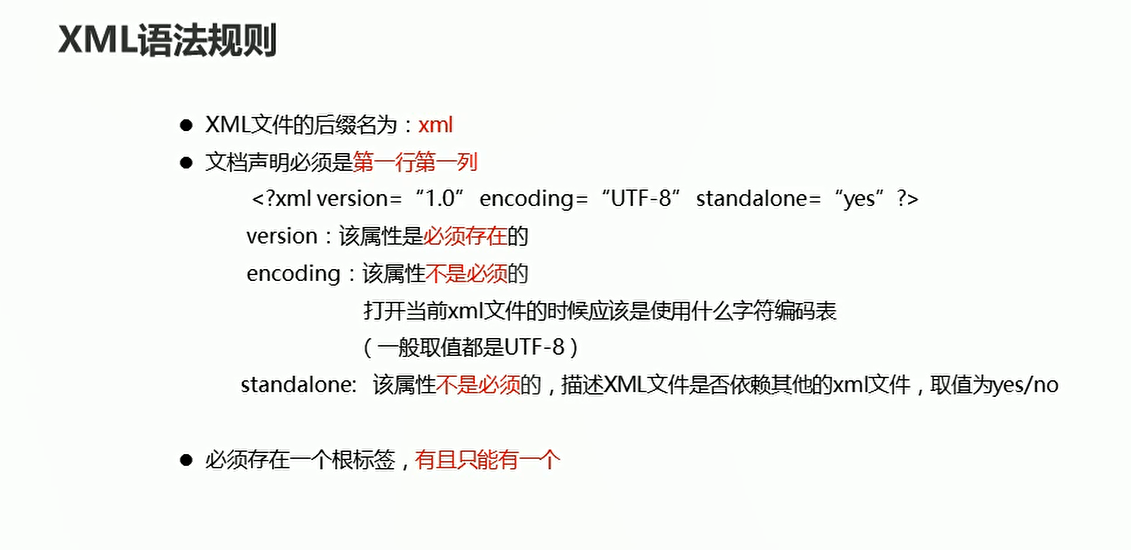 XML语法规则
● XML文件的后缀名为：xml
● 文档声明必须是第一行第一列
<?xml version=“1.0” encoding=“UTF-8” standalone=“yes”?>
version：该属性是必须存在的
encoding：该属性不是必须的
打开当前xml文件的时候应该是使用什么字符编码表
（一般取值都是UTF-8）
standalone: 该属性不是必须的，描述XML文件是否依赖其他的xml文件，取值为yes/no
● 必须存在一个根标签，有且只能有一个